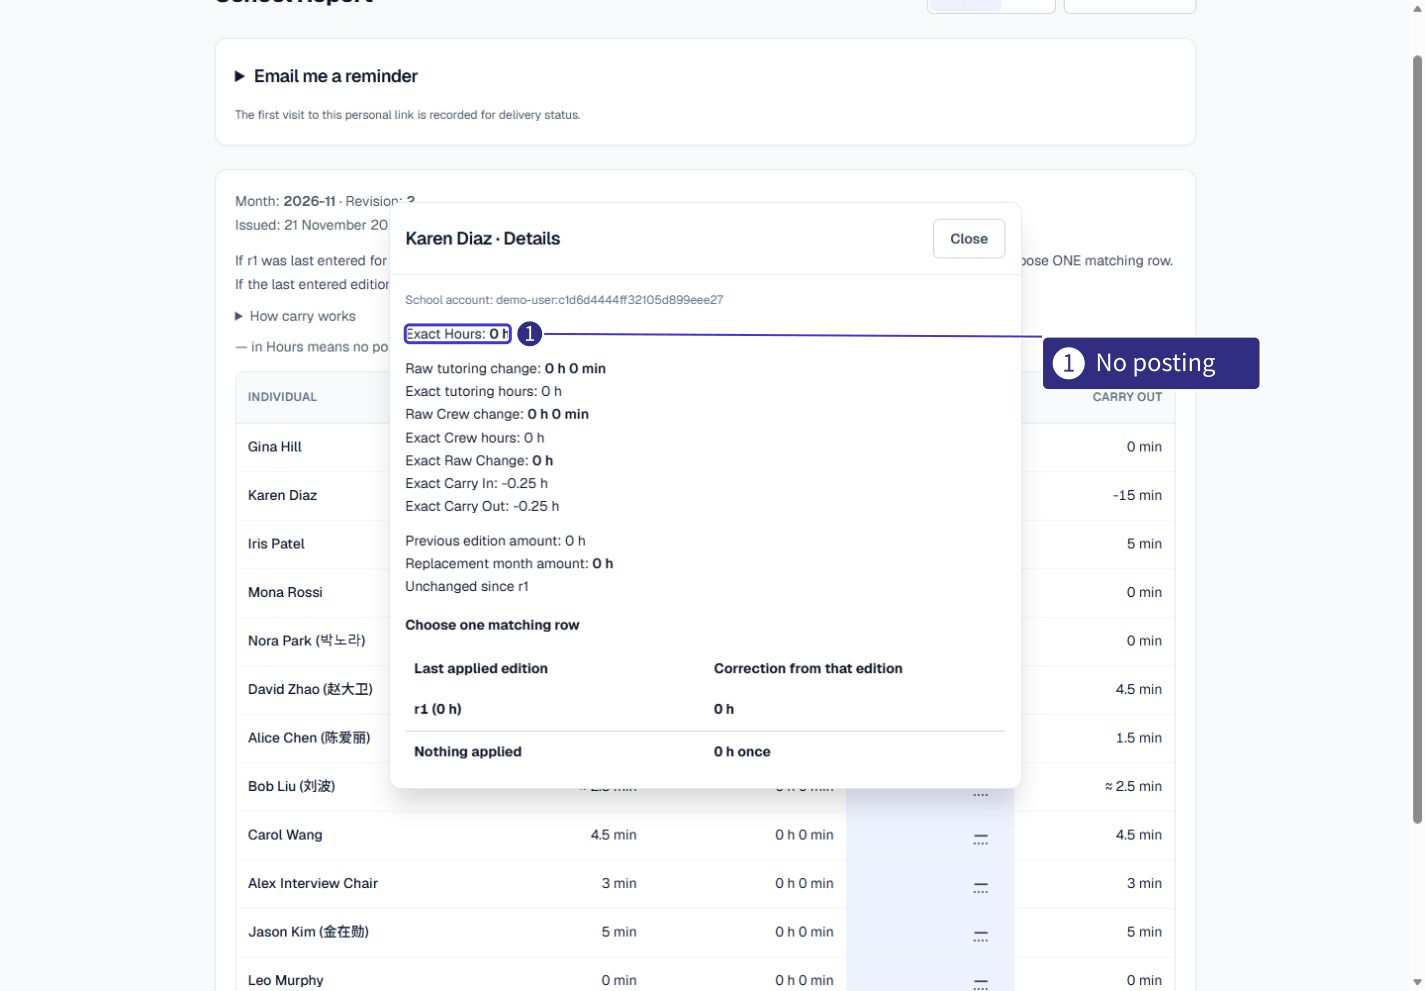 School Report
▶ Email me a reminder
The first visit to this personal link is recorded for delivery status.
Month: 2026-11 · Revision: 2
Issued: 21 November 20
If r1 was last entered for
oose ONE matching row.
If the last entered edition
▶ How carry works
— in Hours means no po
Karen Diaz · Details
Close
School account: demo-user:c1d6d4444ff32105d899eee27
Exact Hours: 0 h
1
1 No posting
Raw tutoring change: 0 h 0 min
Exact tutoring hours: 0 h
Raw Crew change: 0 h 0 min
Exact Crew hours: 0 h
Exact Raw Change: 0 h
Exact Carry In: -0.25 h
Exact Carry Out: -0.25 h
Previous edition amount: 0 h
Replacement month amount: 0 h
Unchanged since r1
Choose one matching row
Last applied edition Correction from that edition
r1 (0 h) 0 h
Nothing applied 0 h once
INDIVIDUAL CARRY OUT
Gina Hill 0 min
Karen Diaz -15 min
Iris Patel 5 min
Mona Rossi 0 min
Nora Park (박노라) 0 min
David Zhao (赵大卫) 4.5 min
Alice Chen (陈爱丽) 1.5 min
Bob Liu (刘波) ≈ 2.5 min 0 h 0 min ≈ 2.5 min
Carol Wang 4.5 min 0 h 0 min — 4.5 min
Alex Interview Chair 3 min 0 h 0 min — 3 min
Jason Kim (金在勋) 5 min 0 h 0 min — 5 min
Leo Murphy 0 min 0 h 0 min — 0 min